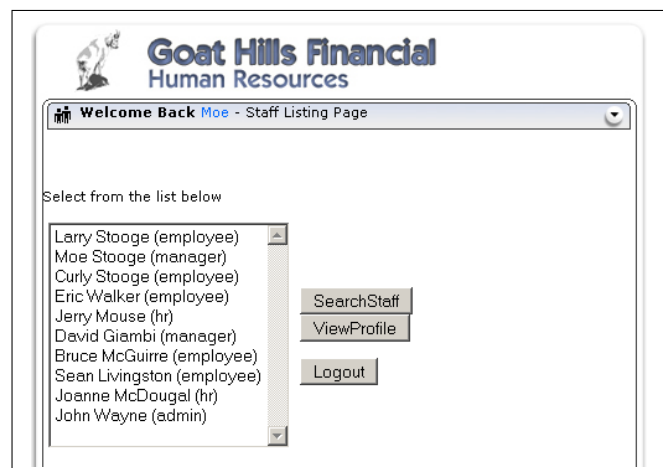 Goat Hills Financial
Human Resources
Welcome Back Moe - Staff Listing Page
Select from the list below
Larry Stooge (employee)
Moe Stooge (manager)
Curly Stooge (employee)
Eric Walker (employee)
Jerry Mouse (hr)
David Giambi (manager)
Bruce McGuirre (employee)
Sean Livingston (employee)
Joanne McDougal (hr)
John Wayne (admin)
SearchStaff
ViewProfile
Logout